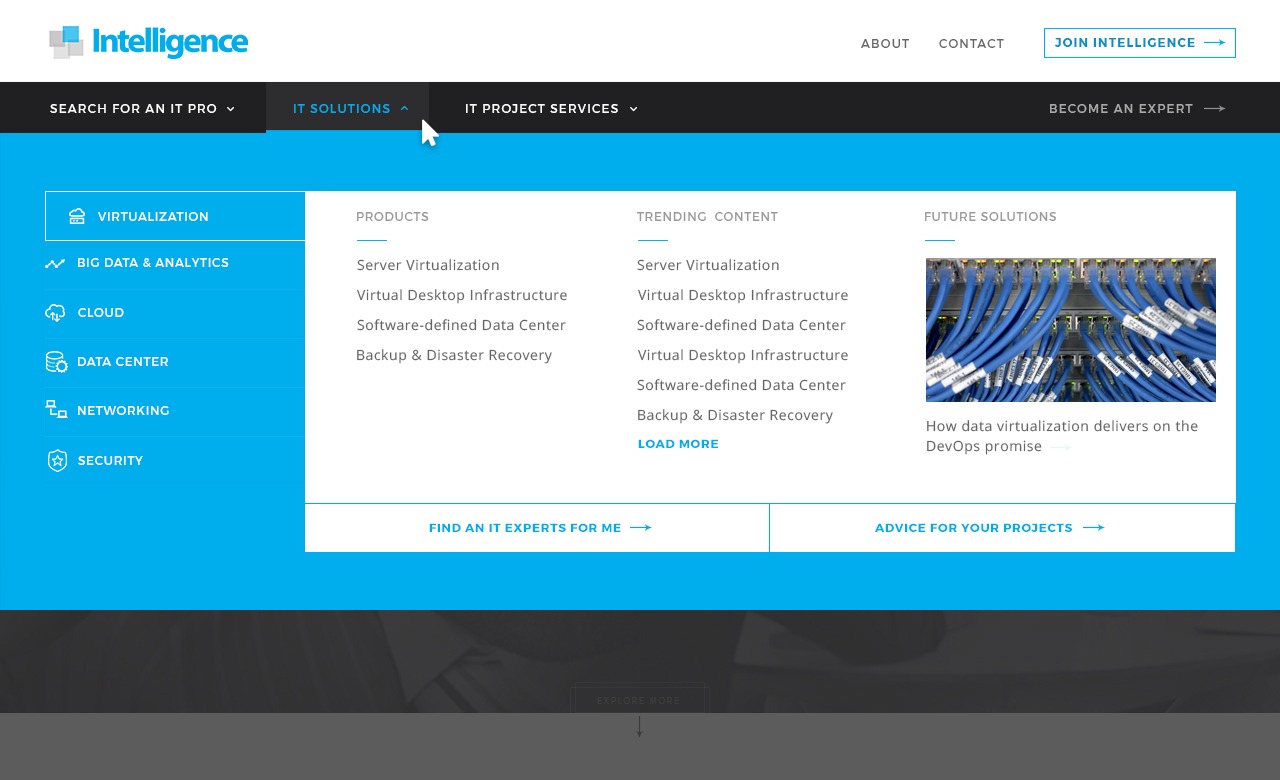 Intelligence
ABOUT
CONTACT
JOIN INTELLIGENCE
SEARCH FOR AN IT PRO
IT SOLUTIONS
IT PROJECT SERVICES
BECOME AN EXPERT
VIRTUALIZATION
BIG DATA & ANALYTICS
CLOUD
DATA CENTER
NETWORKING
SECURITY
PRODUCTS
Server Virtualization
Virtual Desktop Infrastructure
Software-defined Data Center
Backup & Disaster Recovery
TRENDING CONTENT
Server Virtualization
Virtual Desktop Infrastructure
Software-defined Data Center
Virtual Desktop Infrastructure
Software-defined Data Center
Backup & Disaster Recovery
LOAD MORE
FUTURE SOLUTIONS
How data virtualization delivers on the
DevOps promise
FIND AN IT EXPERTS FOR ME
ADVICE FOR YOUR PROJECTS
EXPLORE MORE